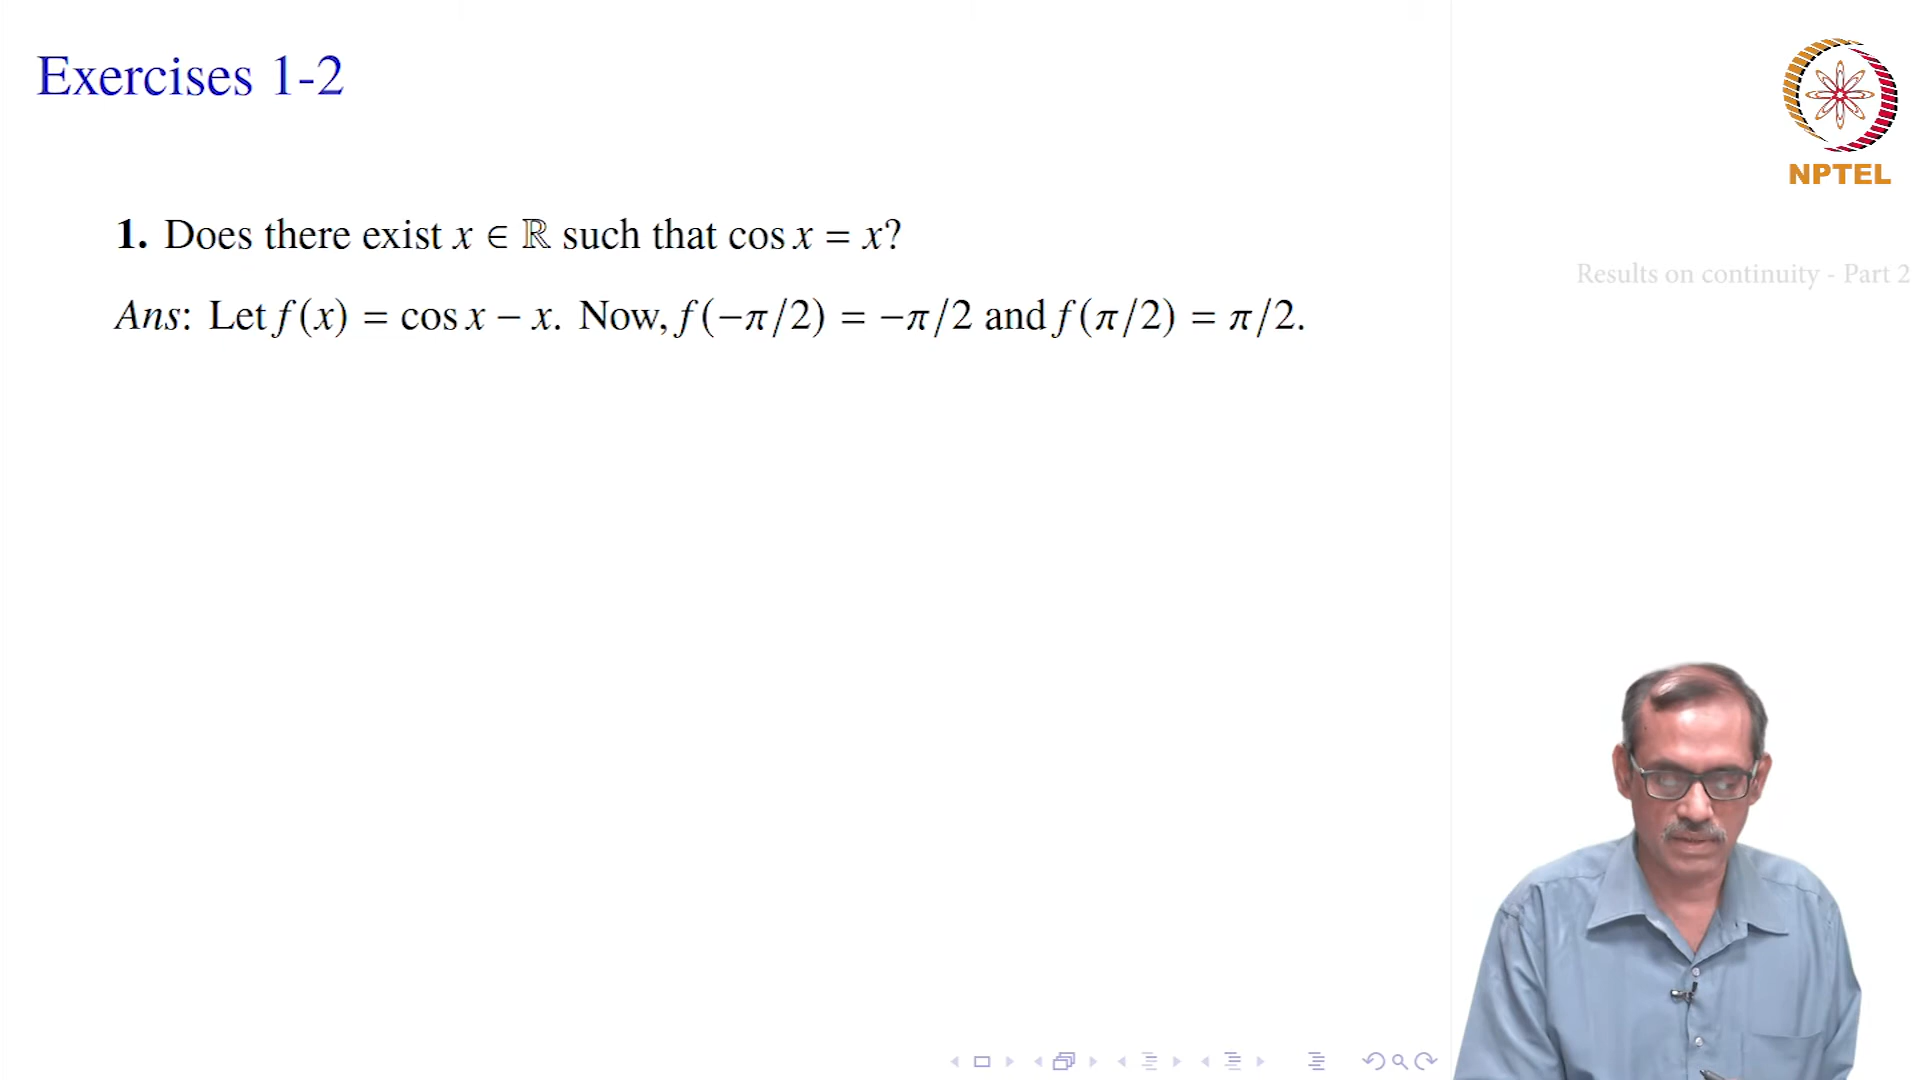 Exercises 1-2
NPTEL
1. Does there exist x ∈ ℝ such that cos x = x?
Results on continuity - Part 2
Ans: Let f(x) = cos x − x. Now, f(−π/2) = −π/2 and f(π/2) = π/2.